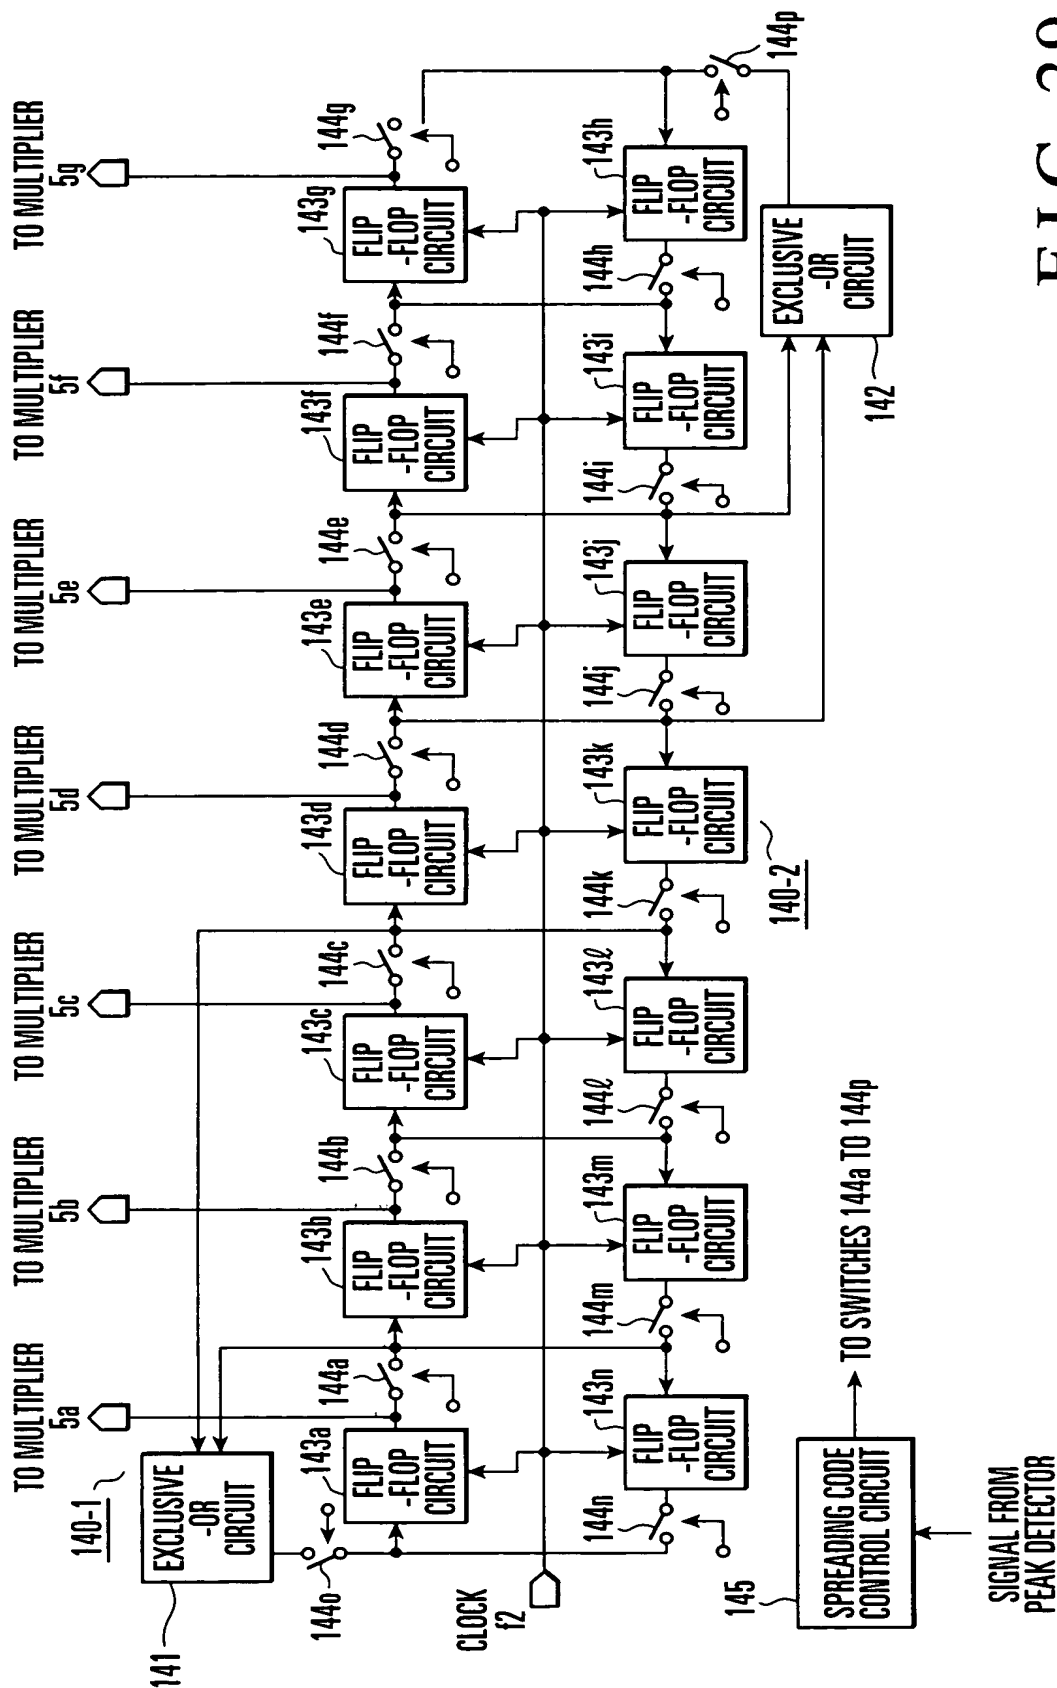 TO MULTIPLIER
5a
TO MULTIPLIER
5b
TO MULTIPLIER
5c
TO MULTIPLIER
5d
TO MULTIPLIER
5e
TO MULTIPLIER
5f
TO MULTIPLIER
5g
140-1
141
EXCLUSIVE
-OR
CIRCUIT
144o
143a
FLIP
-FLOP
CIRCUIT
144a
143b
FLIP
-FLOP
CIRCUIT
144b
143c
FLIP
-FLOP
CIRCUIT
144c
143d
FLIP
-FLOP
CIRCUIT
144d
143e
FLIP
-FLOP
CIRCUIT
144e
143f
FLIP
-FLOP
CIRCUIT
144f
143g
FLIP
-FLOP
CIRCUIT
144g
CLOCK
f2
144n
143n
FLIP
-FLOP
CIRCUIT
144m
143m
FLIP
-FLOP
CIRCUIT
144ℓ
143ℓ
FLIP
-FLOP
CIRCUIT
144k
143k
FLIP
-FLOP
CIRCUIT
144j
143j
FLIP
-FLOP
CIRCUIT
144i
143i
FLIP
-FLOP
CIRCUIT
144h
143h
FLIP
-FLOP
CIRCUIT
144p
140-2
142
EXCLUSIVE
-OR
CIRCUIT
145
SPREADING CODE
CONTROL CIRCUIT
TO SWITCHES 144a TO 144p
SIGNAL FROM
PEAK DETECTOR
FIG.